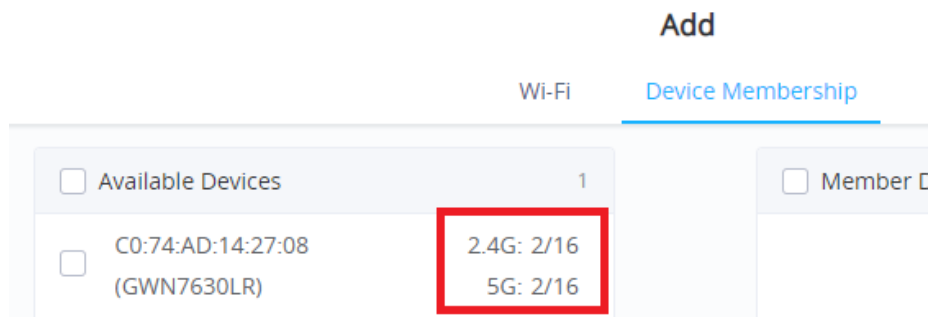 Add
Wi-Fi Device Membership
Available Devices 1
Member D
C0:74:AD:14:27:08 2.4G: 2/16
(GWN7630LR) 5G: 2/16